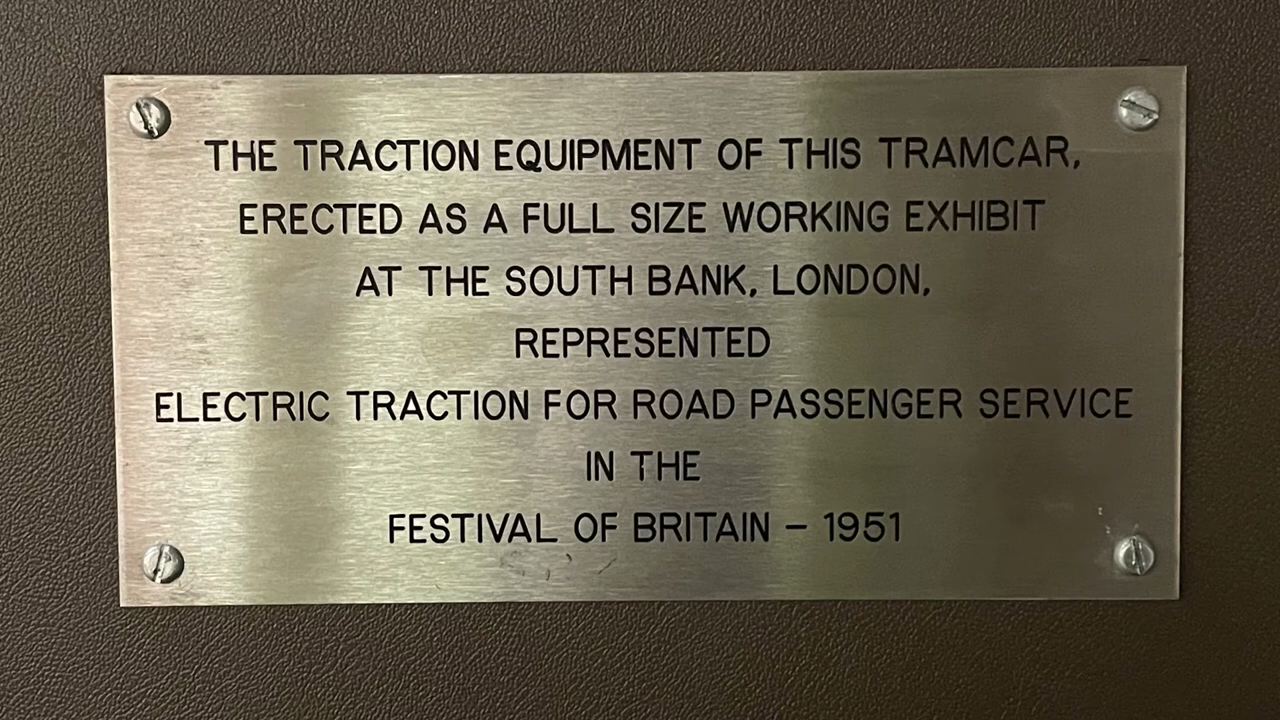 THE TRACTION EQUIPMENT OF THIS TRAMCAR,
ERECTED AS A FULL SIZE WORKING EXHIBIT
AT THE SOUTH BANK, LONDON,
REPRESENTED
ELECTRIC TRACTION FOR ROAD PASSENGER SERVICE
IN THE
FESTIVAL OF BRITAIN – 1951